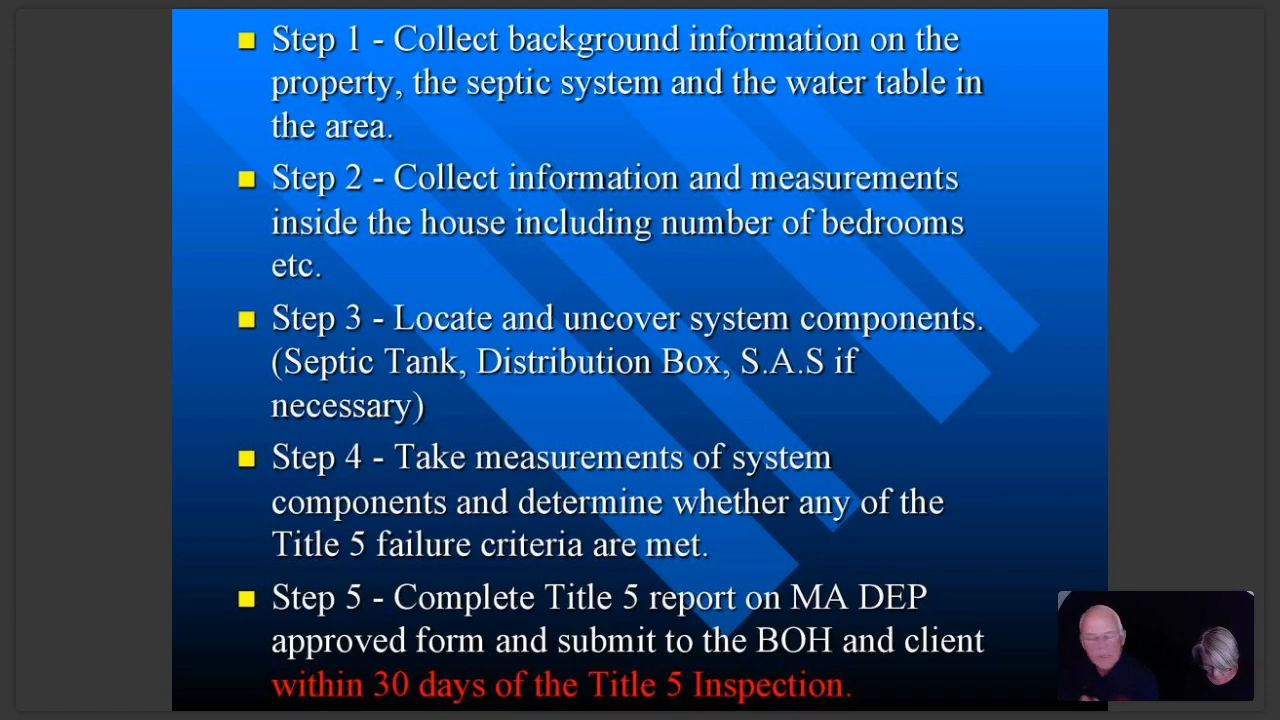 Step 1 - Collect background information on the
property, the septic system and the water table in
the area.
Step 2 - Collect information and measurements
inside the house including number of bedrooms
etc.
Step 3 - Locate and uncover system components.
(Septic Tank, Distribution Box, S.A.S if
necessary)
Step 4 - Take measurements of system
components and determine whether any of the
Title 5 failure criteria are met.
Step 5 - Complete Title 5 report on MA DEP
approved form and submit to the BOH and client
within 30 days of the Title 5 Inspection.